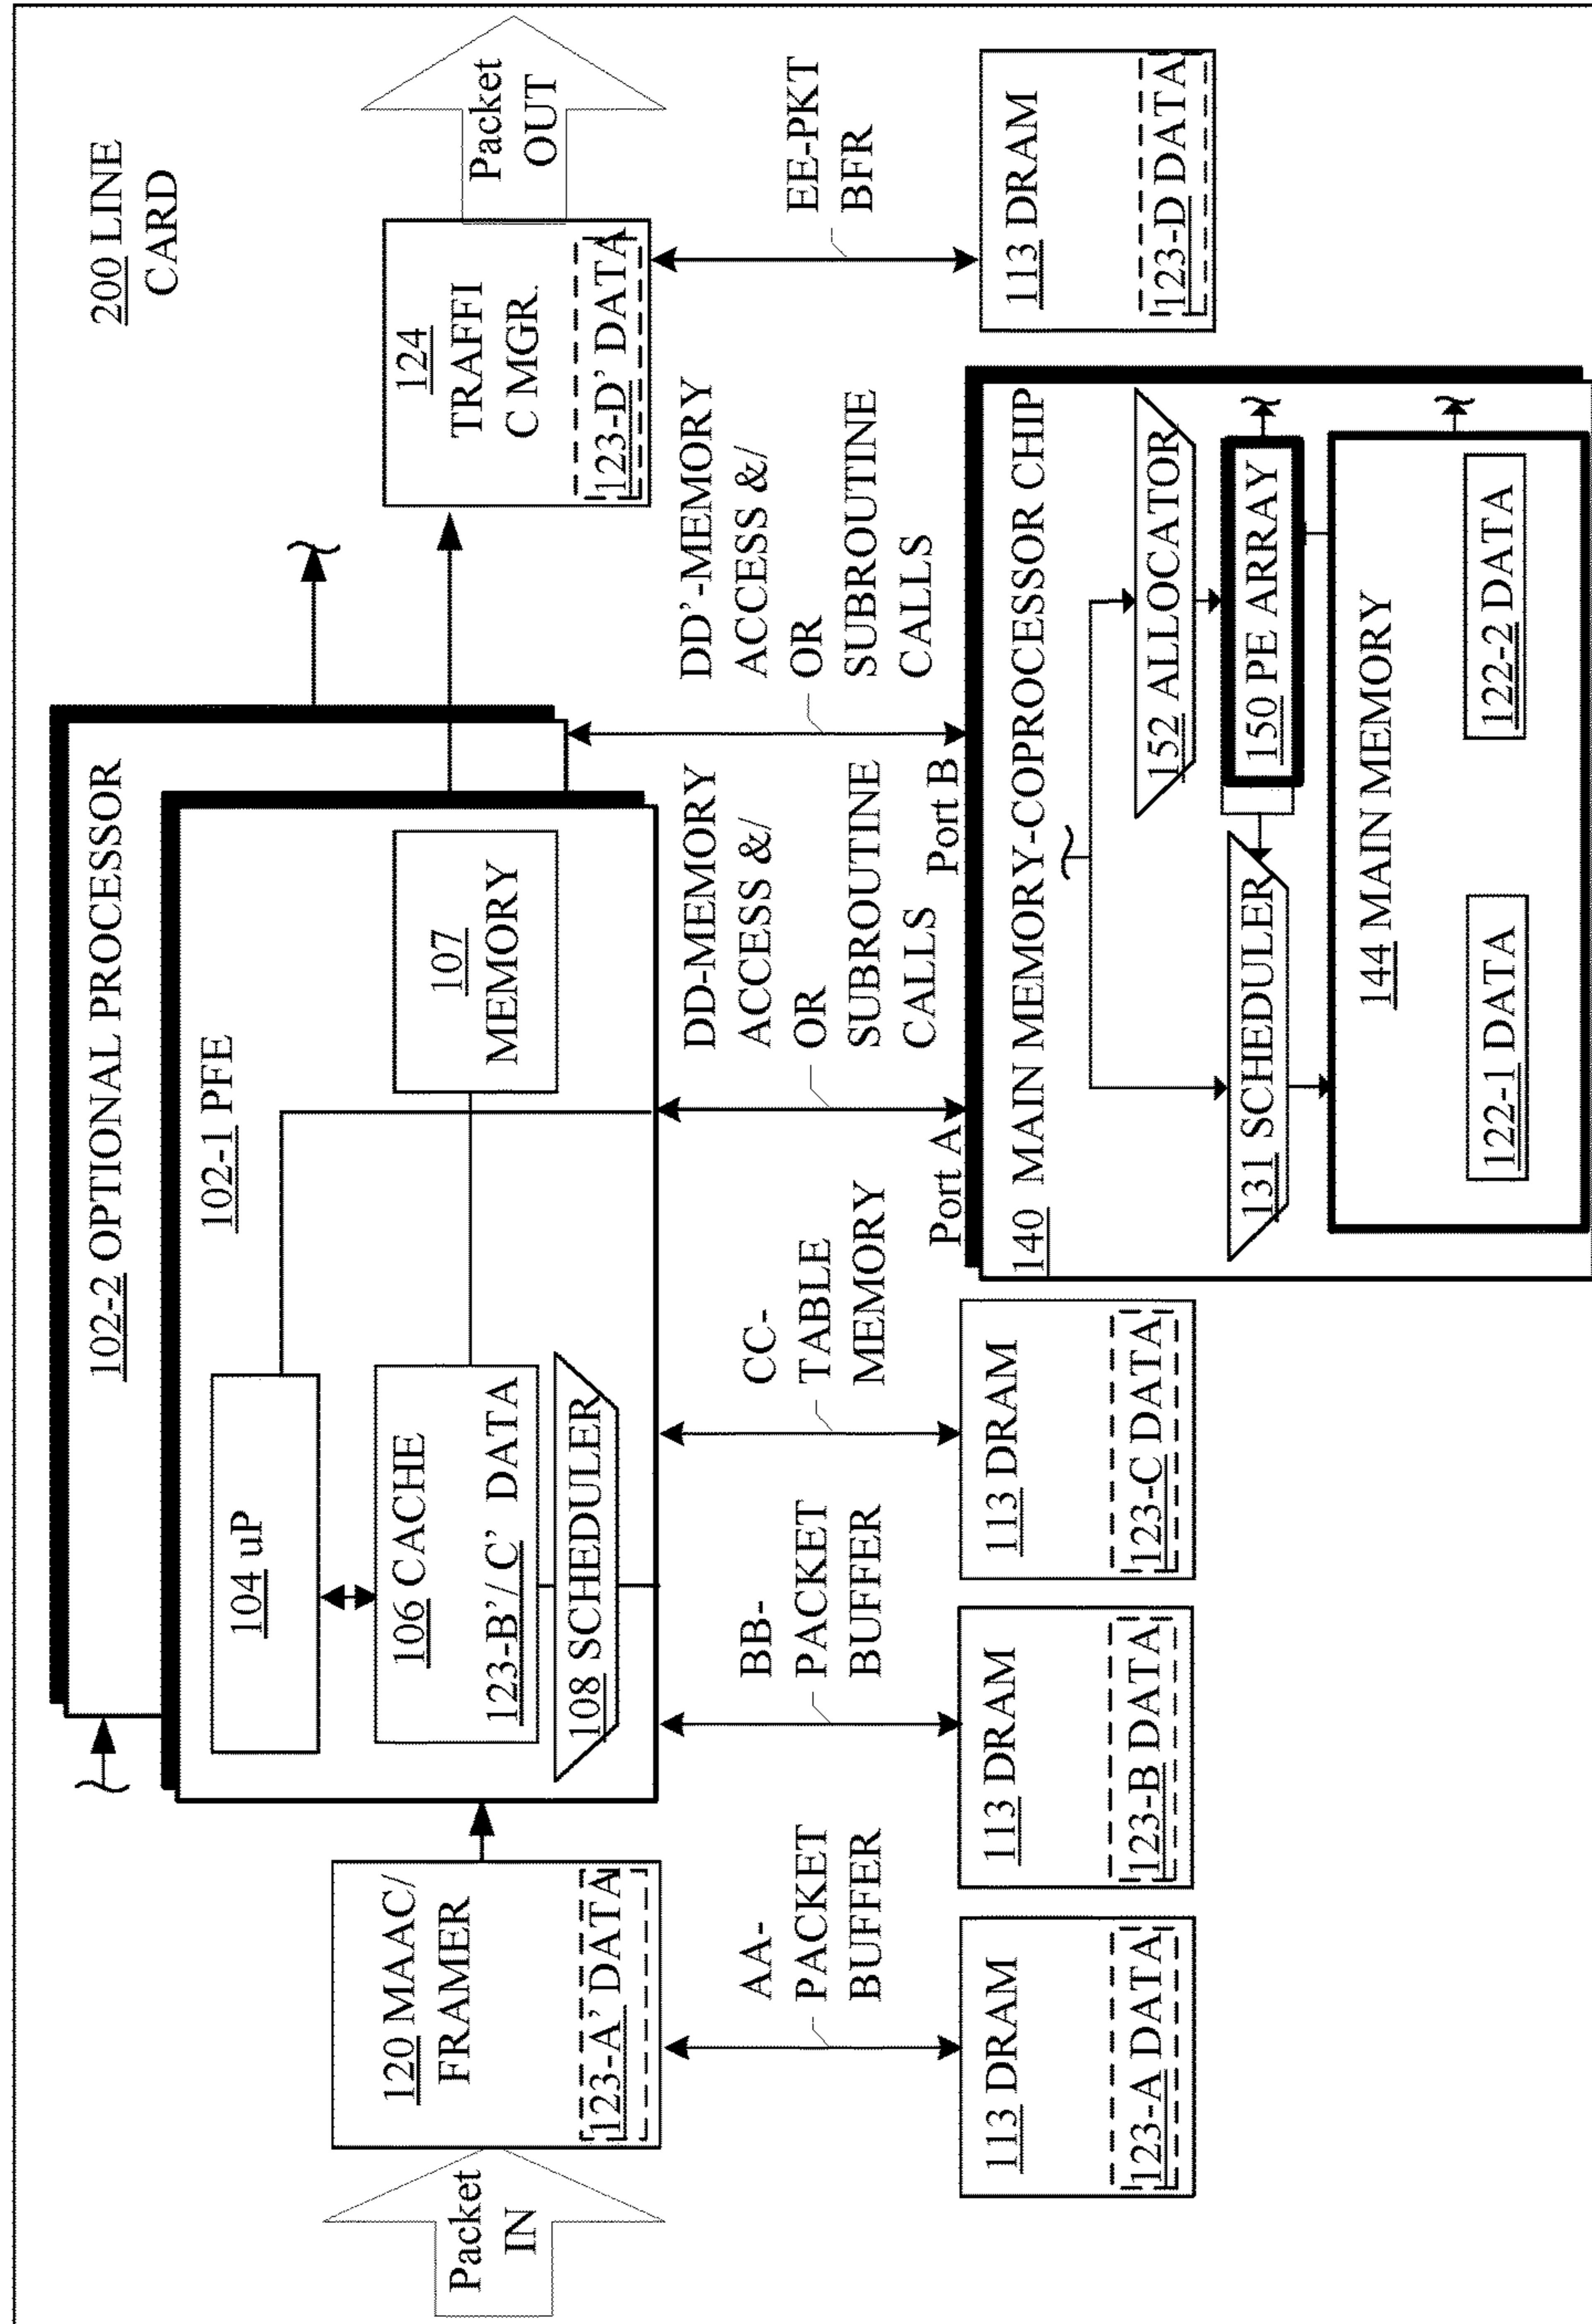 200 LINE
CARD
Packet
IN
120 MAAC/
FRAMER
123-A' DATA
102-2 OPTIONAL PROCESSOR
102-1 PFE
104 uP
106 CACHE
123-B'/ C' DATA
108 SCHEDULER
107
MEMORY
124
TRAFFI
C MGR.
123-D' DATA
Packet
OUT
AA-
PACKET
BUFFER
BB-
PACKET
BUFFER
CC-
TABLE
MEMORY
DD-MEMORY
ACCESS &/
OR
SUBROUTINE
CALLS
DD'-MEMORY
ACCESS &/
OR
SUBROUTINE
CALLS
EE-PKT
BFR
Port A
Port B
113 DRAM
123-A DATA
113 DRAM
123-B DATA
113 DRAM
123-C DATA
140 MAIN MEMORY-COPROCESSOR CHIP
131 SCHEDULER
152 ALLOCATOR
150 PE ARRAY
144 MAIN MEMORY
122-1 DATA
122-2 DATA
113 DRAM
123-D DATA